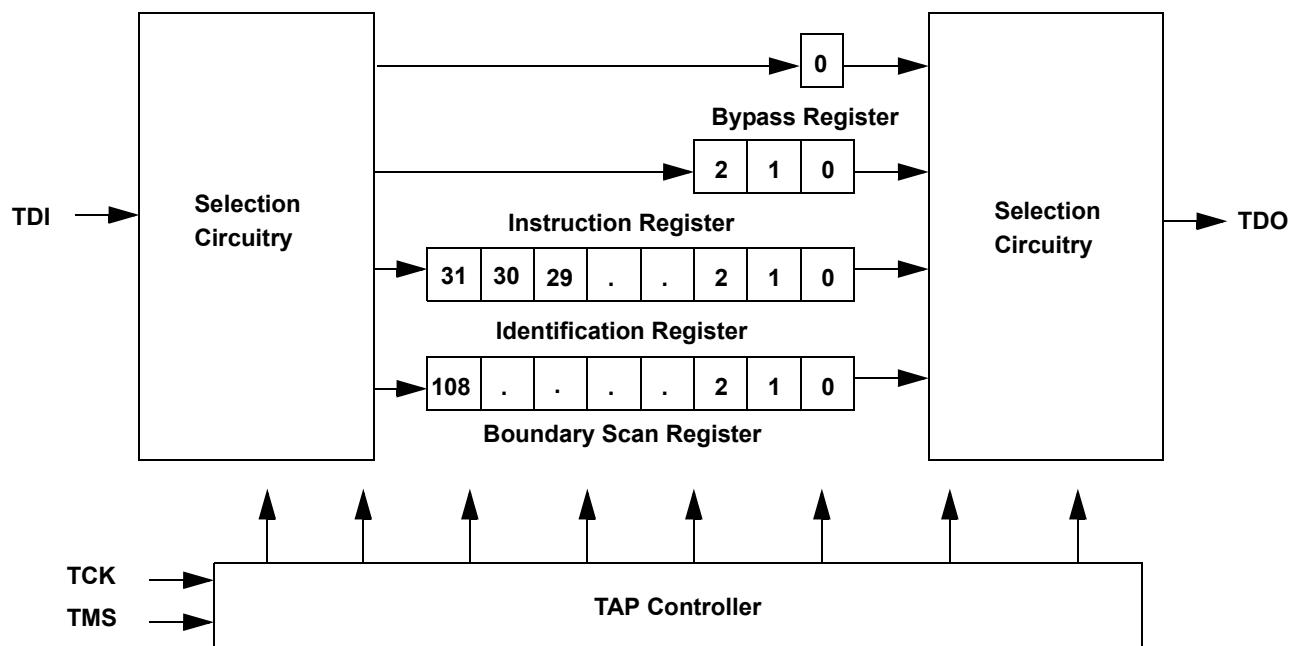 0
Bypass Register
2 1 0
TDI
Selection
Circuitry
Selection
Circuitry
TDO
Instruction Register
31 30 29 . . 2 1 0
Identification Register
108 . . . . 2 1 0
Boundary Scan Register
TCK
TMS
TAP Controller